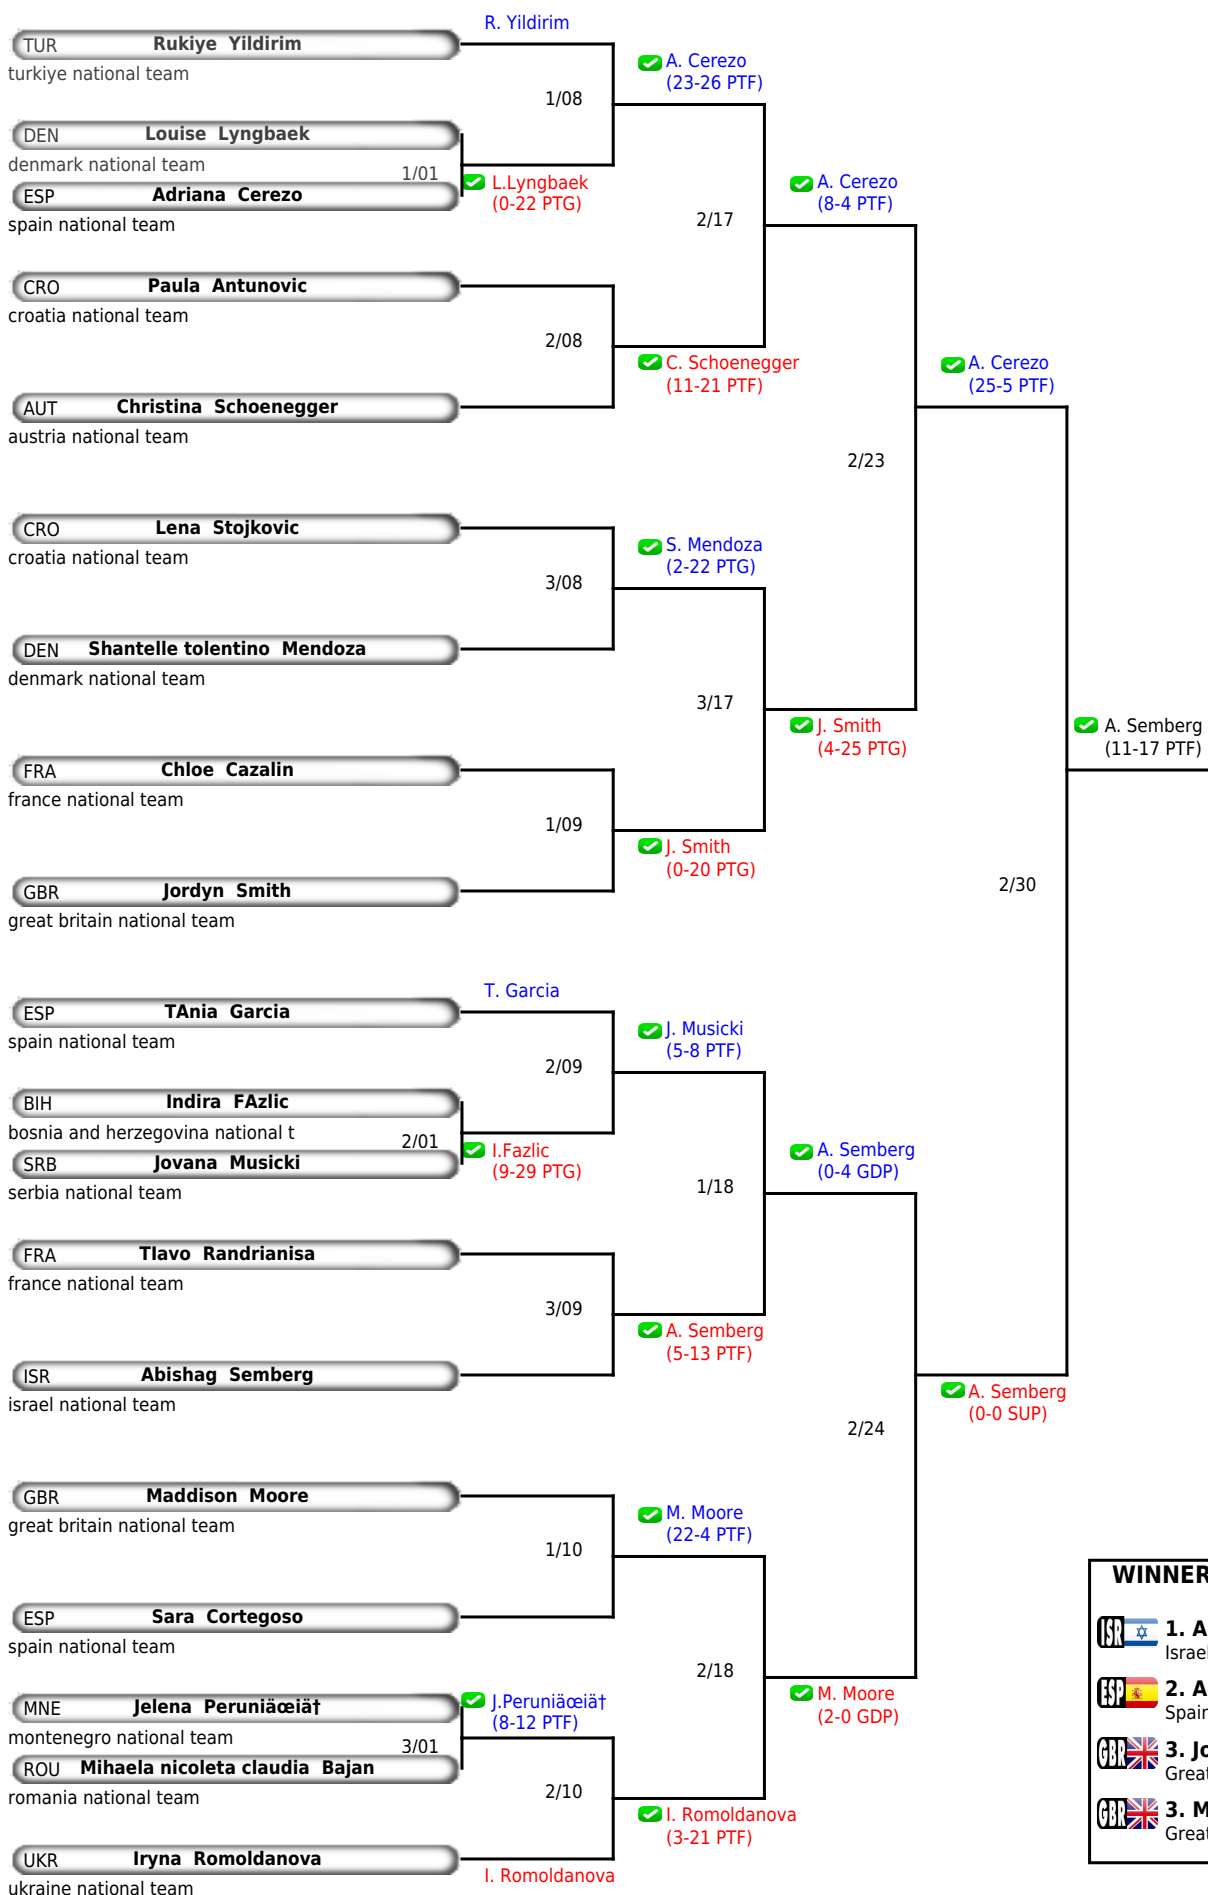 R. Yildirim
TUR Rukiye Yildirim
turkiye national team
A. Cerezo
(23-26 PTF)
1/08
DEN Louise Lyngbaek
denmark national team
1/01
L.Lyngbaek
(0-22 PTG)
ESP Adriana Cerezo
spain national team
A. Cerezo
(8-4 PTF)
2/17
CRO Paula Antunovic
croatia national team
2/08
C. Schoenegger
(11-21 PTF)
A. Cerezo
(25-5 PTF)
AUT Christina Schoenegger
austria national team
2/23
CRO Lena Stojkovic
croatia national team
S. Mendoza
(2-22 PTG)
3/08
DEN Shantelle tolentino Mendoza
denmark national team
3/17
J. Smith
(4-25 PTG)
A. Semberg
(11-17 PTF)
FRA Chloe Cazalin
france national team
1/09
J. Smith
(0-20 PTG)
GBR Jordyn Smith
great britain national team
2/30
T. Garcia
ESP TAnia Garcia
spain national team
J. Musicki
(5-8 PTF)
2/09
BIH Indira FAzlic
bosnia and herzegovina national t
2/01
I.Fazlic
(9-29 PTG)
SRB Jovana Musicki
serbia national team
A. Semberg
(0-4 GDP)
1/18
FRA TIavo Randrianisa
france national team
3/09
A. Semberg
(5-13 PTF)
ISR Abishag Semberg
israel national team
A. Semberg
(0-0 SUP)
2/24
GBR Maddison Moore
great britain national team
M. Moore
(22-4 PTF)
1/10
ESP Sara Cortegoso
spain national team
2/18
M. Moore
(2-0 GDP)
MNE Jelena Peruniäœiä†
montenegro national team
J.Peruniäœiä†
(8-12 PTF)
3/01
ROU Mihaela nicoleta claudia Bajan
romania national team
2/10
I. Romoldanova
(3-21 PTF)
UKR Iryna Romoldanova
I. Romoldanova
ukraine national team
WINNER
ISR 1. A
Israel
ESP 2. A
Spain
GBR 3. Jo
Great
GBR 3. M
Great